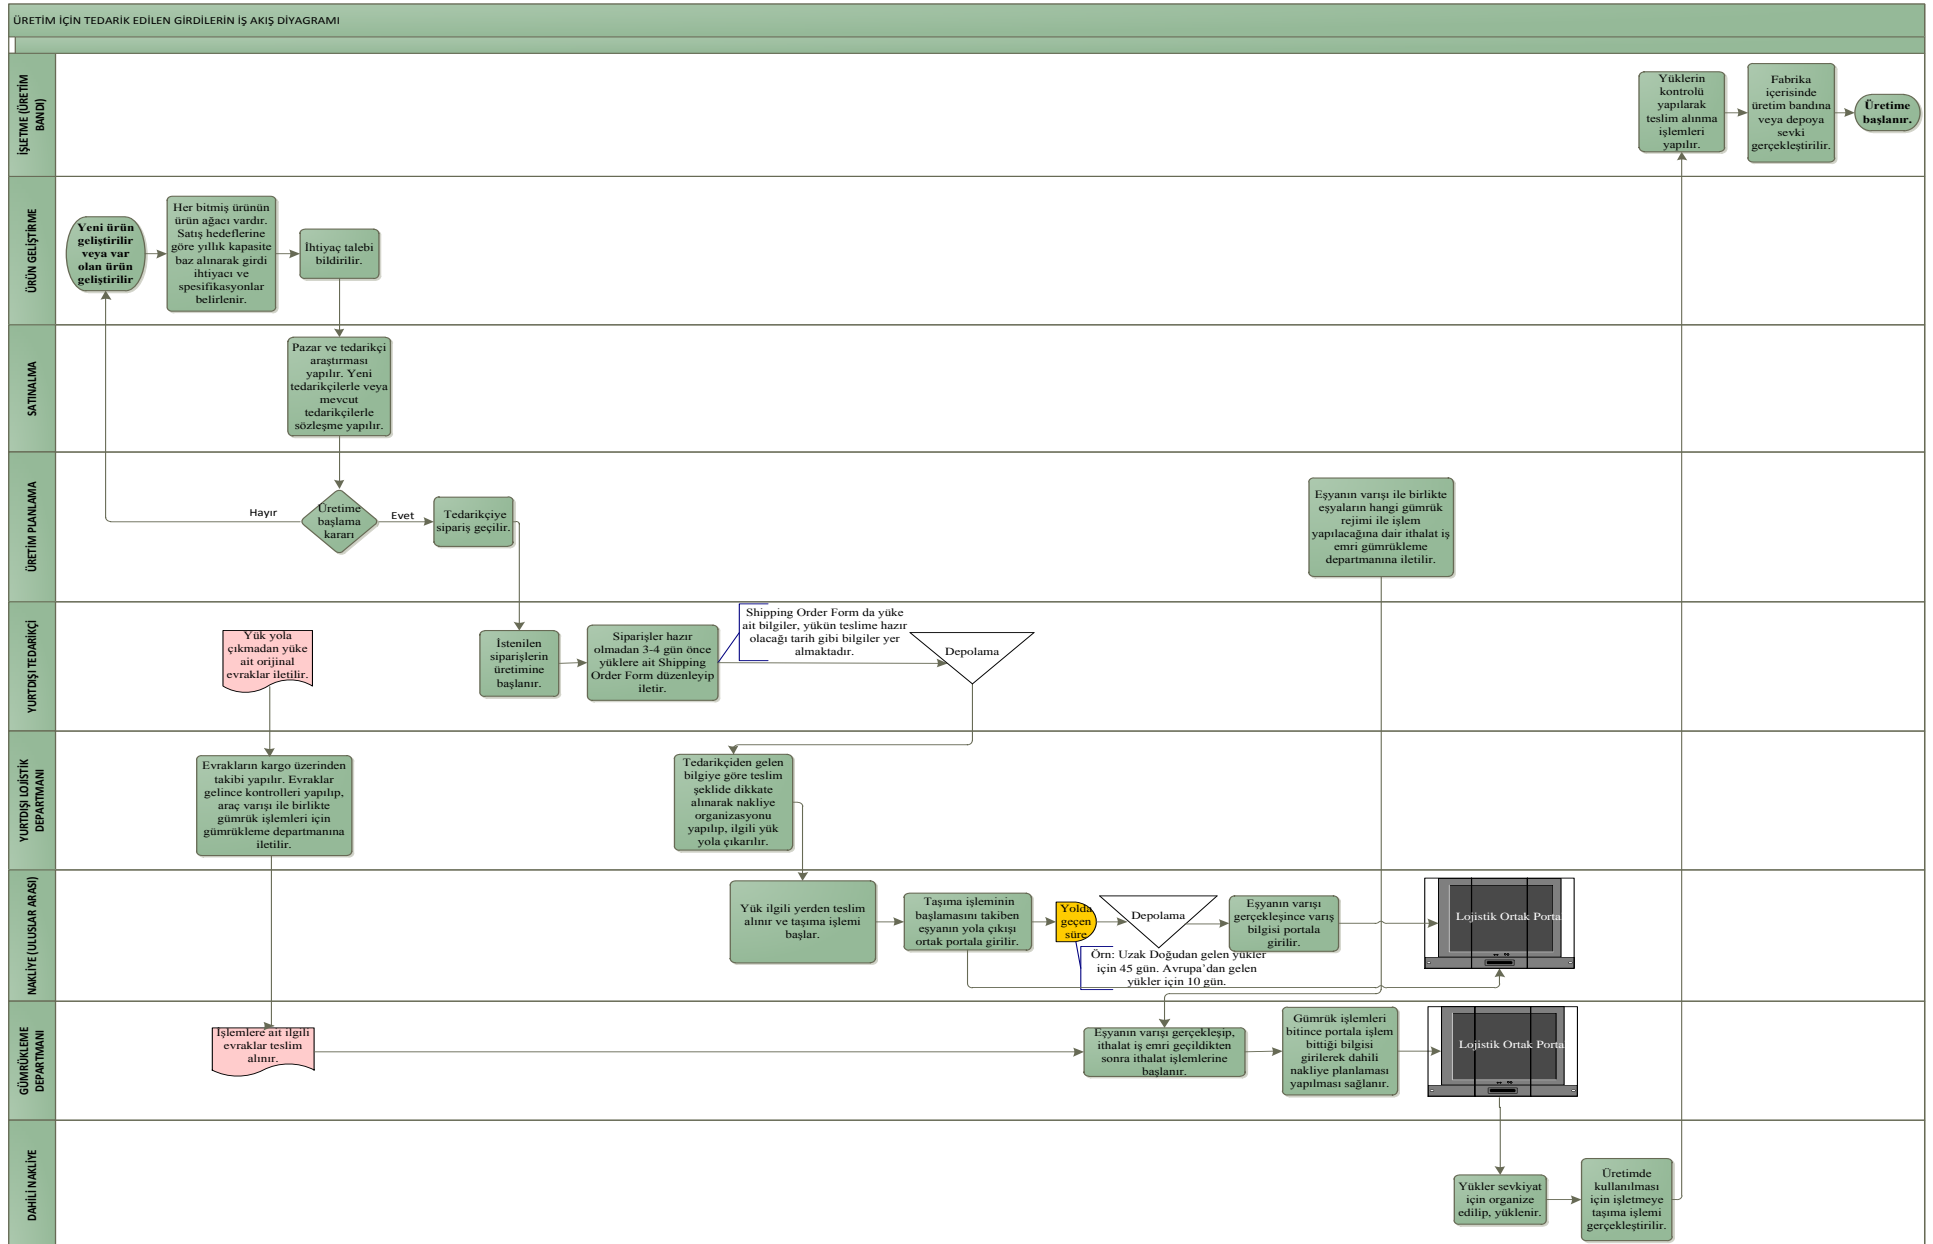 ÜRETİM İÇİN TEDARİK EDİLEN GİRDİLERİN İŞ AKIŞ DİYAGRAMI
İŞLETME (ÜRETİM
BANDI)
Yüklerin
kontrolü
yapılarak
teslim alınma
işlemleri
yapılır.
Fabrika
içerisinde
üretim bandına
veya depoya
sevki
gerçekleştirilir.
Üretime
başlanır.
ÜRÜN GELİŞTİRME
Yeni ürün
geliştirilir
veya var
olan ürün
geliştirilir
Her bitmiş ürünün
ürün ağacı vardır.
Satış hedeflerine
göre yıllık kapasite
baz alınarak girdi
ihtiyacı ve
spesifikasyonlar
belirlenir.
İhtiyaç talebi
bildirilir.
SATINALMA
Pazar ve tedarikçi
araştırması
yapılır. Yeni
tedarikçilerle veya
mevcut
tedarikçilerle
sözleşme yapılır.
ÜRETİM PLANLAMA
Hayır
Üretime
başlama
kararı
Evet
Tedarikçiye
sipariş geçilir.
Eşyanın varışı ile birlikte
eşyaların hangi gümrük
rejimi ile işlem
yapılacağına dair ithalat iş
emri gümrükleme
departmanına iletilir.
YURTDIŞI TEDARİKÇİ
Yük yola
çıkmadan yüke
ait orijinal
evraklar iletilir.
İstenilen
siparişlerin
üretimine
başlanır.
Siparişler hazır
olmadan 3-4 gün önce
yüklere ait Shipping
Order Form düzenleyip
iletir.
Shipping Order Form da yüke
ait bilgiler, yükün teslime hazır
olacağı tarih gibi bilgiler yer
almaktadır.
Depolama
YURTDIŞI LOJİSTİK
DEPARTMANI
Evrakların kargo üzerinden
takibi yapılır. Evraklar
gelince kontrolleri yapılıp,
araç varışı ile birlikte
gümrük işlemleri için
gümrükleme departmanına
iletilir.
Tedarikçiden gelen
bilgiye göre teslim
şeklide dikkate
alınarak nakliye
organizasyonu
yapılıp, ilgili yük
yola çıkarılır.
NAKLİYE (ULUSLAR ARASI)
Yük ilgili yerden teslim
alınır ve taşıma işlemi
başlar.
Taşıma işleminin
başlamasını takiben
eşyanın yola çıkışı
ortak portala girilir.
Yolda
geçen
süre
Depolama
Eşyanın varışı
gerçekleşince varış
bilgisi portala
girilir.
Lojistik Ortak Porta
Örn: Uzak Doğudan gelen yükler
için 45 gün. Avrupa'dan gelen
yükler için 10 gün.
GÜMRÜKLEME
DEPARTMANI
İşlemlere ait ilgili
evraklar teslim
alınır.
Eşyanın varışı gerçekleşip,
ithalat iş emri geçildikten
sonra ithalat işlemlerine
başlanır.
Gümrük işlemleri
bitince portala işlem
bittiği bilgisi
girilerek dahili
nakliye planlaması
yapılması sağlanır.
Lojistik Ortak Porta
DAHİLİ NAKLİYE
Yükler sevkiyat
için organize
edilip, yüklenir.
Üretimde
kullanılması
için işletmeye
taşıma işlemi
gerçekleştirilir.